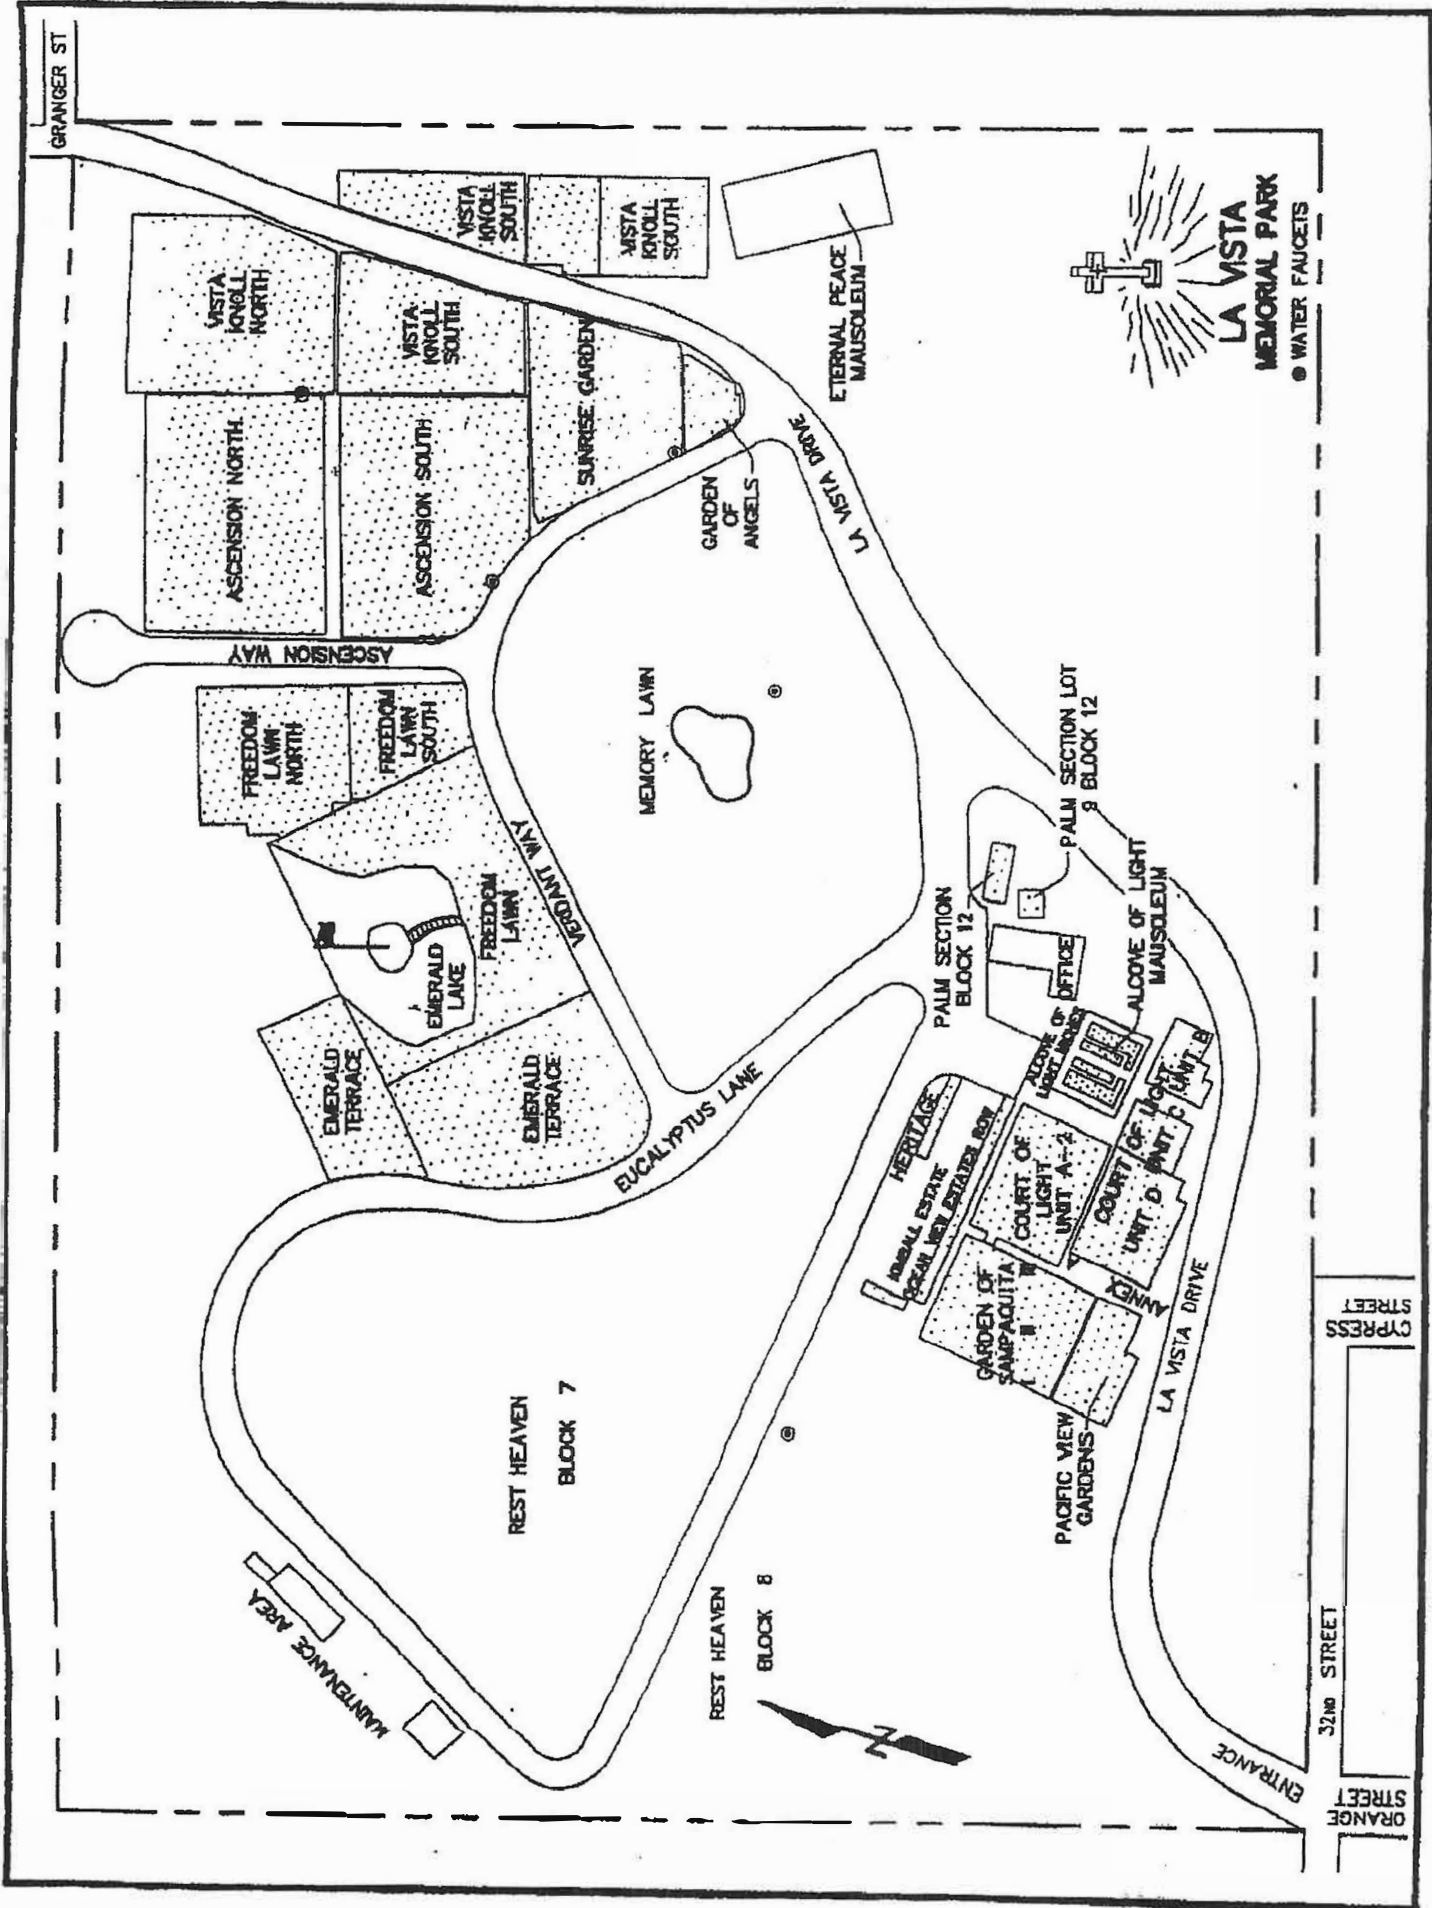 GRANGER ST
VISTA
KNOLL
NORTH
VISTA
KNOLL
SOUTH
VISTA
KNOLL
SOUTH
VISTA
KNOLL
SOUTH
ETERNAL PEACE
MAUSOLEUM
LA VISTA
MEMORIAL PARK
WATER FAUCETS
ASCENSION NORTH
ASCENSION SOUTH
SUNRISE GARDEN
GARDEN
OF
ANGELS
LA VISTA DRIVE
ASCENSION WAY
FREEDOM
LAWN
NORTH
FREEDOM
LAWN
SOUTH
MEMORY LAWN
VERDANT WAY
FREEDOM
LAWN
EMERALD
LAKE
EMERALD
TERRACE
EMERALD
TERRACE
EUCALYPTUS LANE
PALM SECTION LOT
9 BLOCK 12
PALM SECTION
BLOCK 12
OFFICE
ALCOVE OF LIGHT
MAUSOLEUM
ALCOVE OF
LIGHT NICHES
HERITAGE
KIMBALL ESTATE
OCEAN VIEW ESTATES ROW
COURT OF
LIGHT
UNIT A-2
COURT OF LIGHT
UNIT B
UNIT C
UNIT D
GARDEN OF
SAMPAQUITA
III
II
I
ANNEX
PACIFIC VIEW
GARDENS
LA VISTA DRIVE
REST HEAVEN
BLOCK 7
REST HEAVEN
BLOCK 8
MAINTENANCE AREA
N
ENTRANCE
32ND STREET
CYPRESS
STREET
ORANGE
STREET